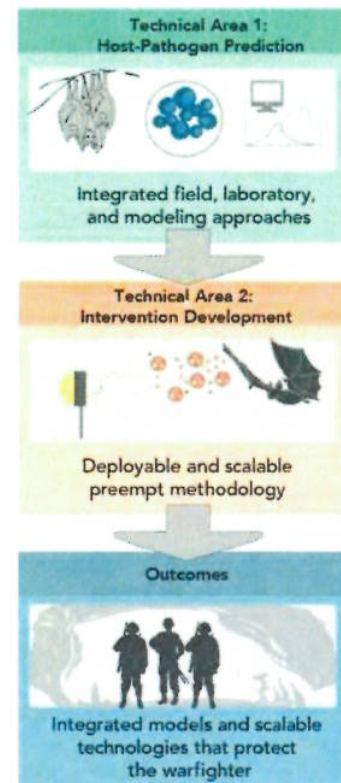 Technical Area 1:
Host-Pathogen Prediction
Integrated field, laboratory,
and modeling approaches
Technical Area 2:
Intervention Development
Deployable and scalable
preempt methodology
Outcomes
Integrated models and scalable
technologies that protect
the warfighter